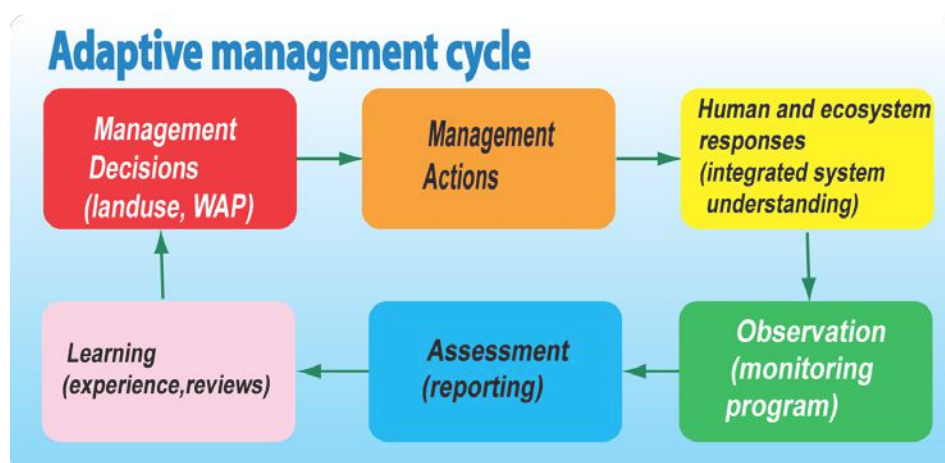 Adaptive management cycle
Management
Decisions
(landuse, WAP)
Management
Actions
Human and ecosystem
responses
(integrated system
understanding)
Learning
(experience,reviews)
Assessment
(reporting)
Observation
(monitoring
program)